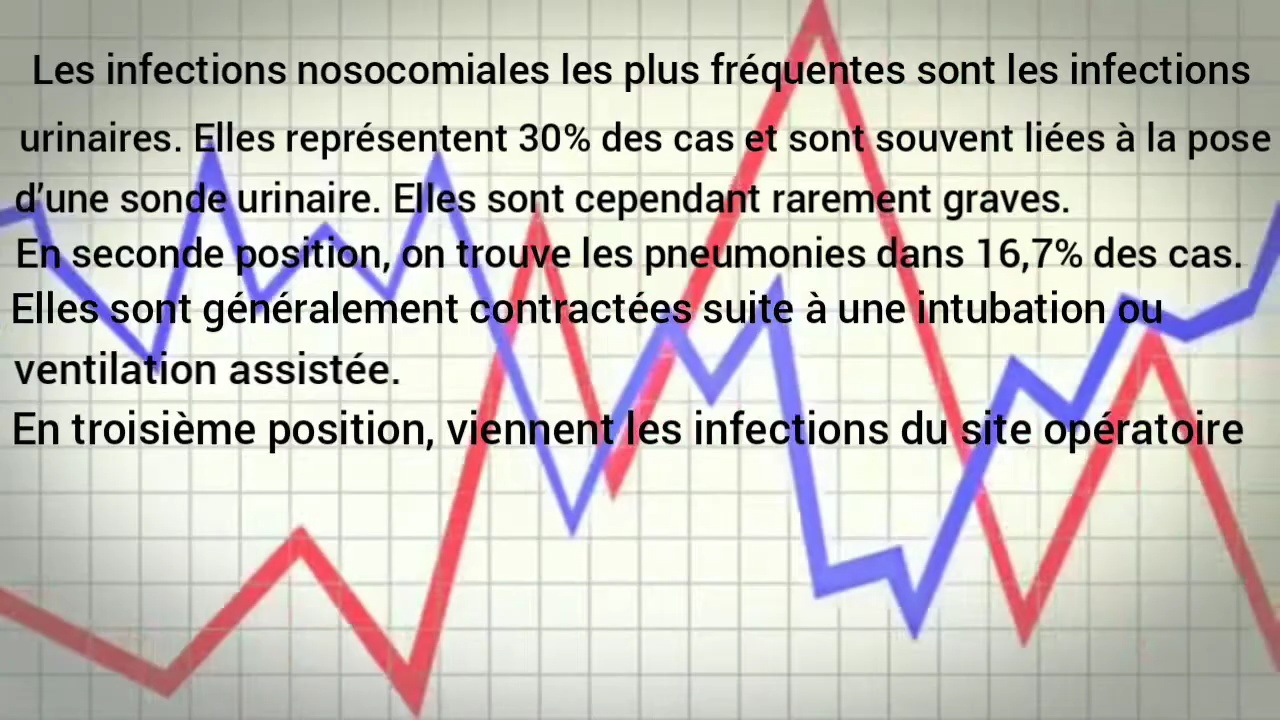 Les infections nosocomiales les plus fréquentes sont les infections
urinaires. Elles représentent 30% des cas et sont souvent liées à la pose
d’une sonde urinaire. Elles sont cependant rarement graves.
En seconde position, on trouve les pneumonies dans 16,7% des cas.
Elles sont généralement contractées suite à une intubation ou
ventilation assistée.
En troisième position, viennent les infections du site opératoire